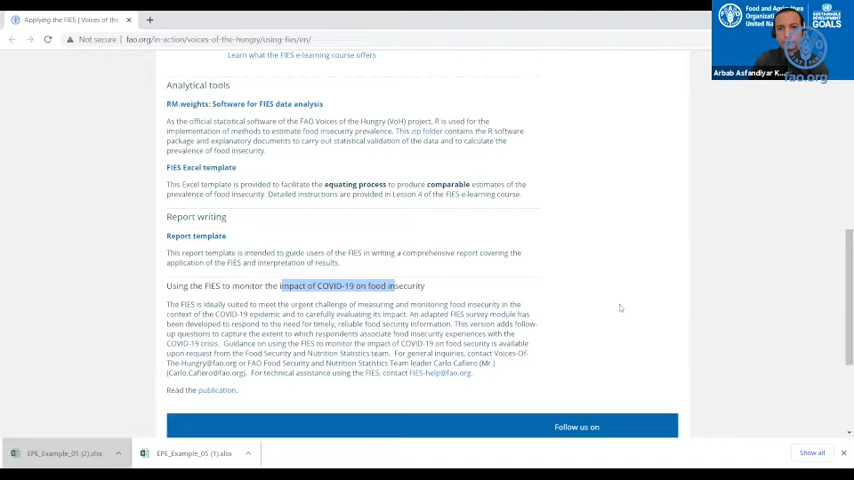 Applying the FIES | Voices of the
Not secure | fao.org/in-action/voices-of-the-hungry/using-fies/en/
Food and Agriculture
Organization
United Nations
SUSTAINABLE
DEVELOPMENT
GOALS
fao.org
Arbab Asfandiyar K...
Learn what the FIES e-learning course offers
Analytical tools
RM.weights: Software for FIES data analysis
As the official statistical software of the FAO Voices of the Hungry (VoH) project, R is used for the
implementation of methods to estimate food insecurity prevalence. This zip folder contains the R software
package and explanatory documents to carry out statistical validation of the data and to calculate the
prevalence of food insecurity.
FIES Excel template
This Excel template is provided to facilitate the equating process to produce comparable estimates of the
prevalence of food insecurity. Detailed instructions are provided in Lesson 4 of the FIES e-learning course.
Report writing
Report template
This report template is intended to guide users of the FIES in writing a comprehensive report covering the
application of the FIES and interpretation of results.
Using the FIES to monitor the impact of COVID-19 on food insecurity
The FIES is ideally suited to meet the urgent challenge of measuring and monitoring food insecurity in the
context of the COVID-19 epidemic and to carefully evaluating its impact. An adapted FIES survey module has
been developed to respond to the need for timely, reliable food security information. This version adds follow-
up questions to capture the extent to which respondents associate food insecurity experiences with the
COVID-19 crisis. Guidance on using the FIES to monitor the impact of COVID-19 on food security is available
upon request from the Food Security and Nutrition Statistics team. For general inquiries, contact Voices-Of-
The-Hungry@fao.org or FAO Food Security and Nutrition Statistics Team leader Carlo Cafiero (Mr.)
(Carlo.Cafiero@fao.org). For technical assistance using the FIES, contact FIES-help@fao.org.
Read the publication.
Follow us on
EPE_Example_05 (2).xlsx
EPE_Example_05 (1).xlsx
Show all